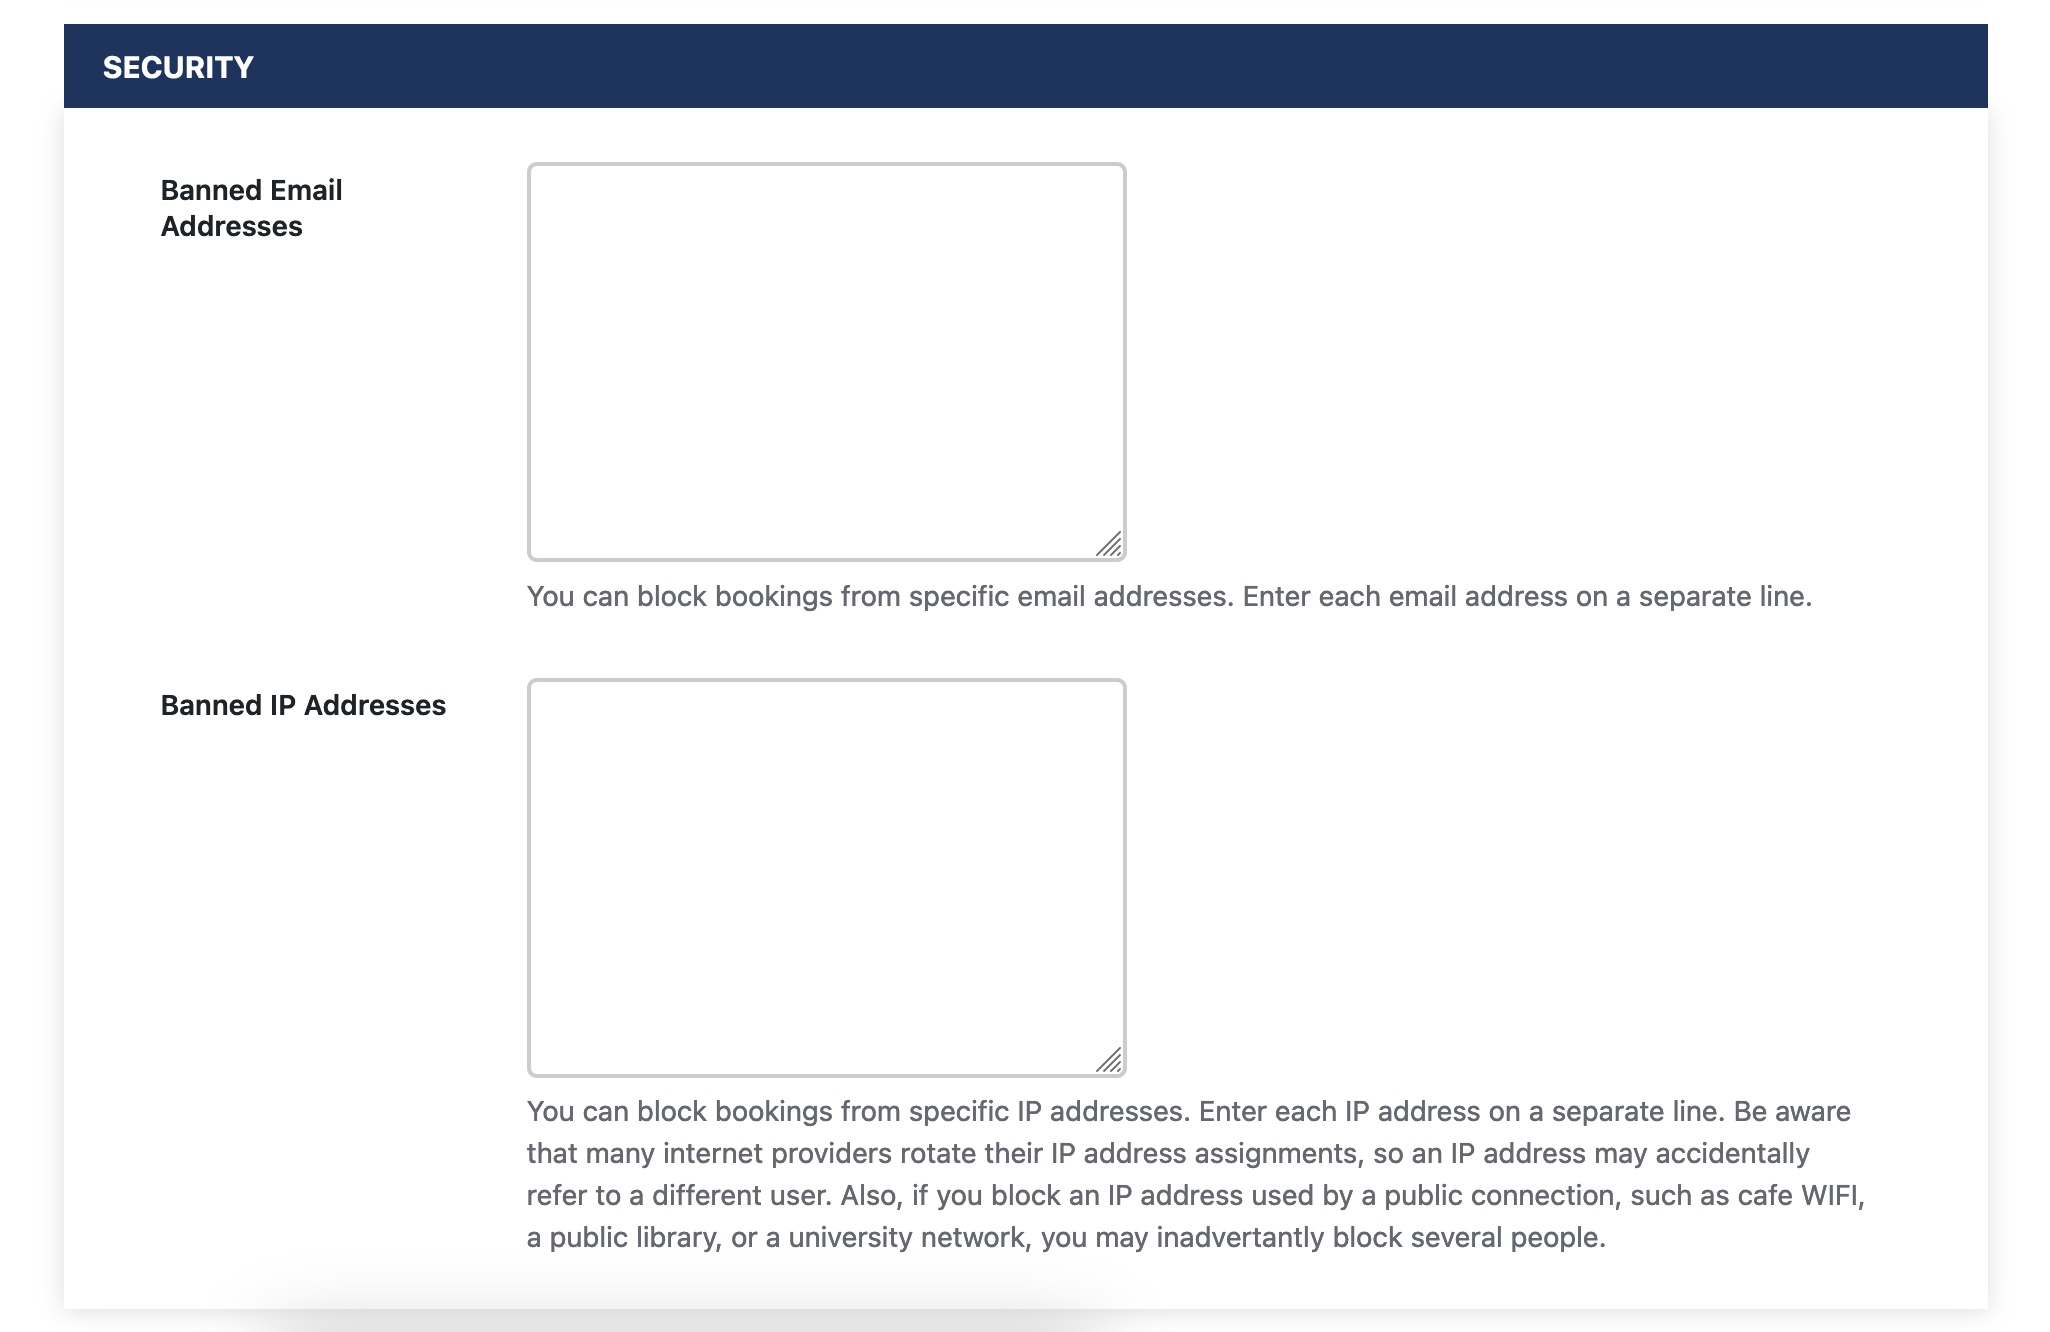 SECURITY
Banned Email
Addresses
You can block bookings from specific email addresses. Enter each email address on a separate line.
Banned IP Addresses
You can block bookings from specific IP addresses. Enter each IP address on a separate line. Be aware
that many internet providers rotate their IP address assignments, so an IP address may accidentally
refer to a different user. Also, if you block an IP address used by a public connection, such as cafe WIFI,
a public library, or a university network, you may inadvertantly block several people.